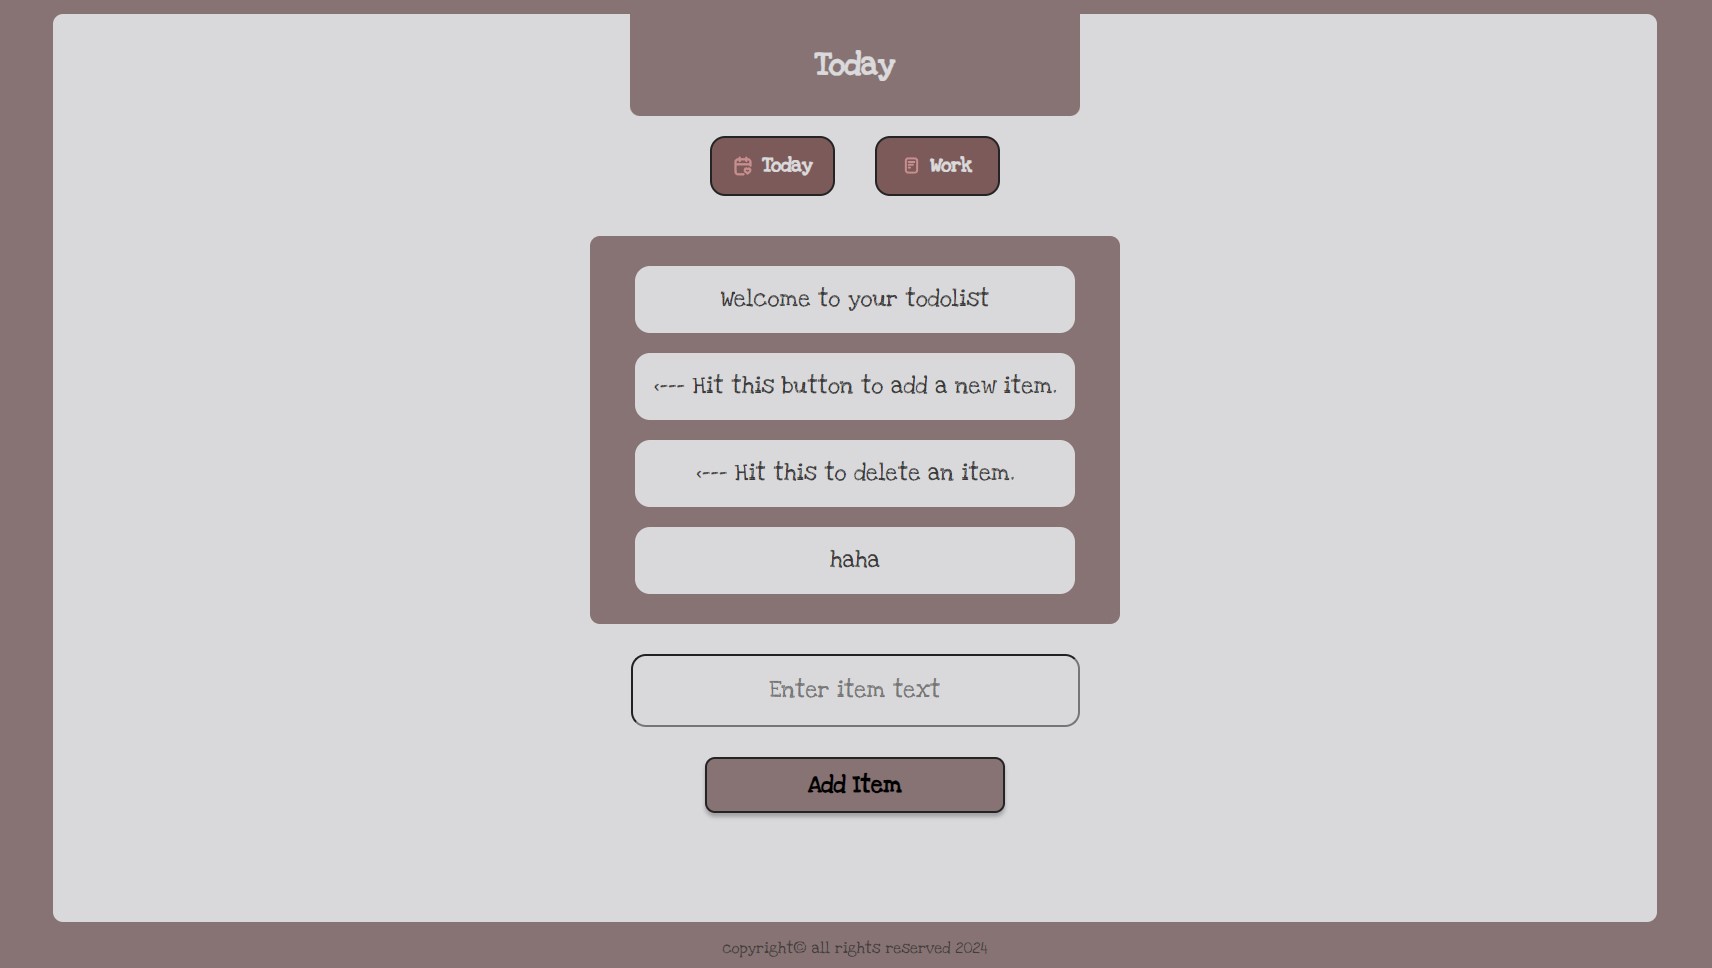 Today
Today
Work
Welcome to your todolist
<--- Hit this button to add a new item.
<--- Hit this to delete an item.
haha
Enter item text
Add Item
copyright© all rights reserved 2024